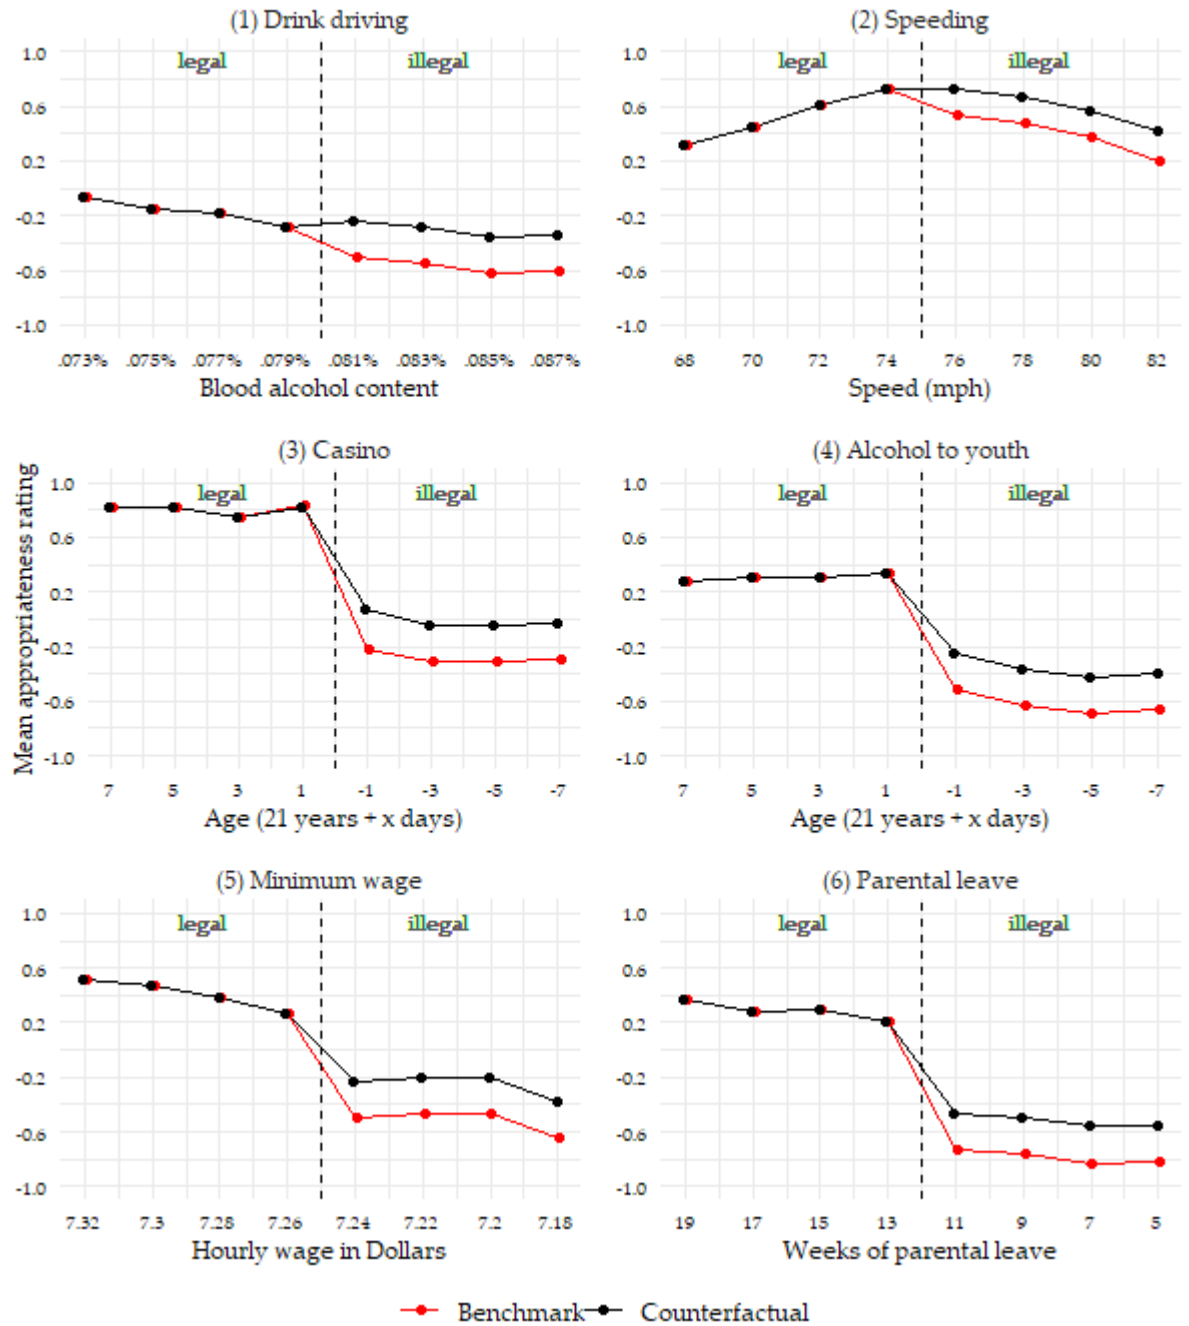 (1) Drink driving
(2) Speeding
1.0 legal illegal
0.6
0.2
-0.2
-0.6
-1.0
.073% .075% .077% .079% .081% .083% .085% .087%
Blood alcohol content
1.0 legal illegal
0.6
0.2
-0.2
-0.6
-1.0
68 70 72 74 76 78 80 82
Speed (mph)
Mean appropriateness rating
(3) Casino
1.0 legal illegal
0.6
0.2
-0.2
-0.6
-1.0
7 5 3 1 -1 -3 -5 -7
Age (21 years + x days)
(4) Alcohol to youth
1.0 legal illegal
0.6
0.2
-0.2
-0.6
-1.0
7 5 3 1 -1 -3 -5 -7
Age (21 years + x days)
(5) Minimum wage
1.0 legal illegal
0.6
0.2
-0.2
-0.6
-1.0
7.32 7.3 7.28 7.26 7.24 7.22 7.2 7.18
Hourly wage in Dollars
(6) Parental leave
1.0 legal illegal
0.6
0.2
-0.2
-0.6
-1.0
19 17 15 13 11 9 7 5
Weeks of parental leave
Benchmark Counterfactual